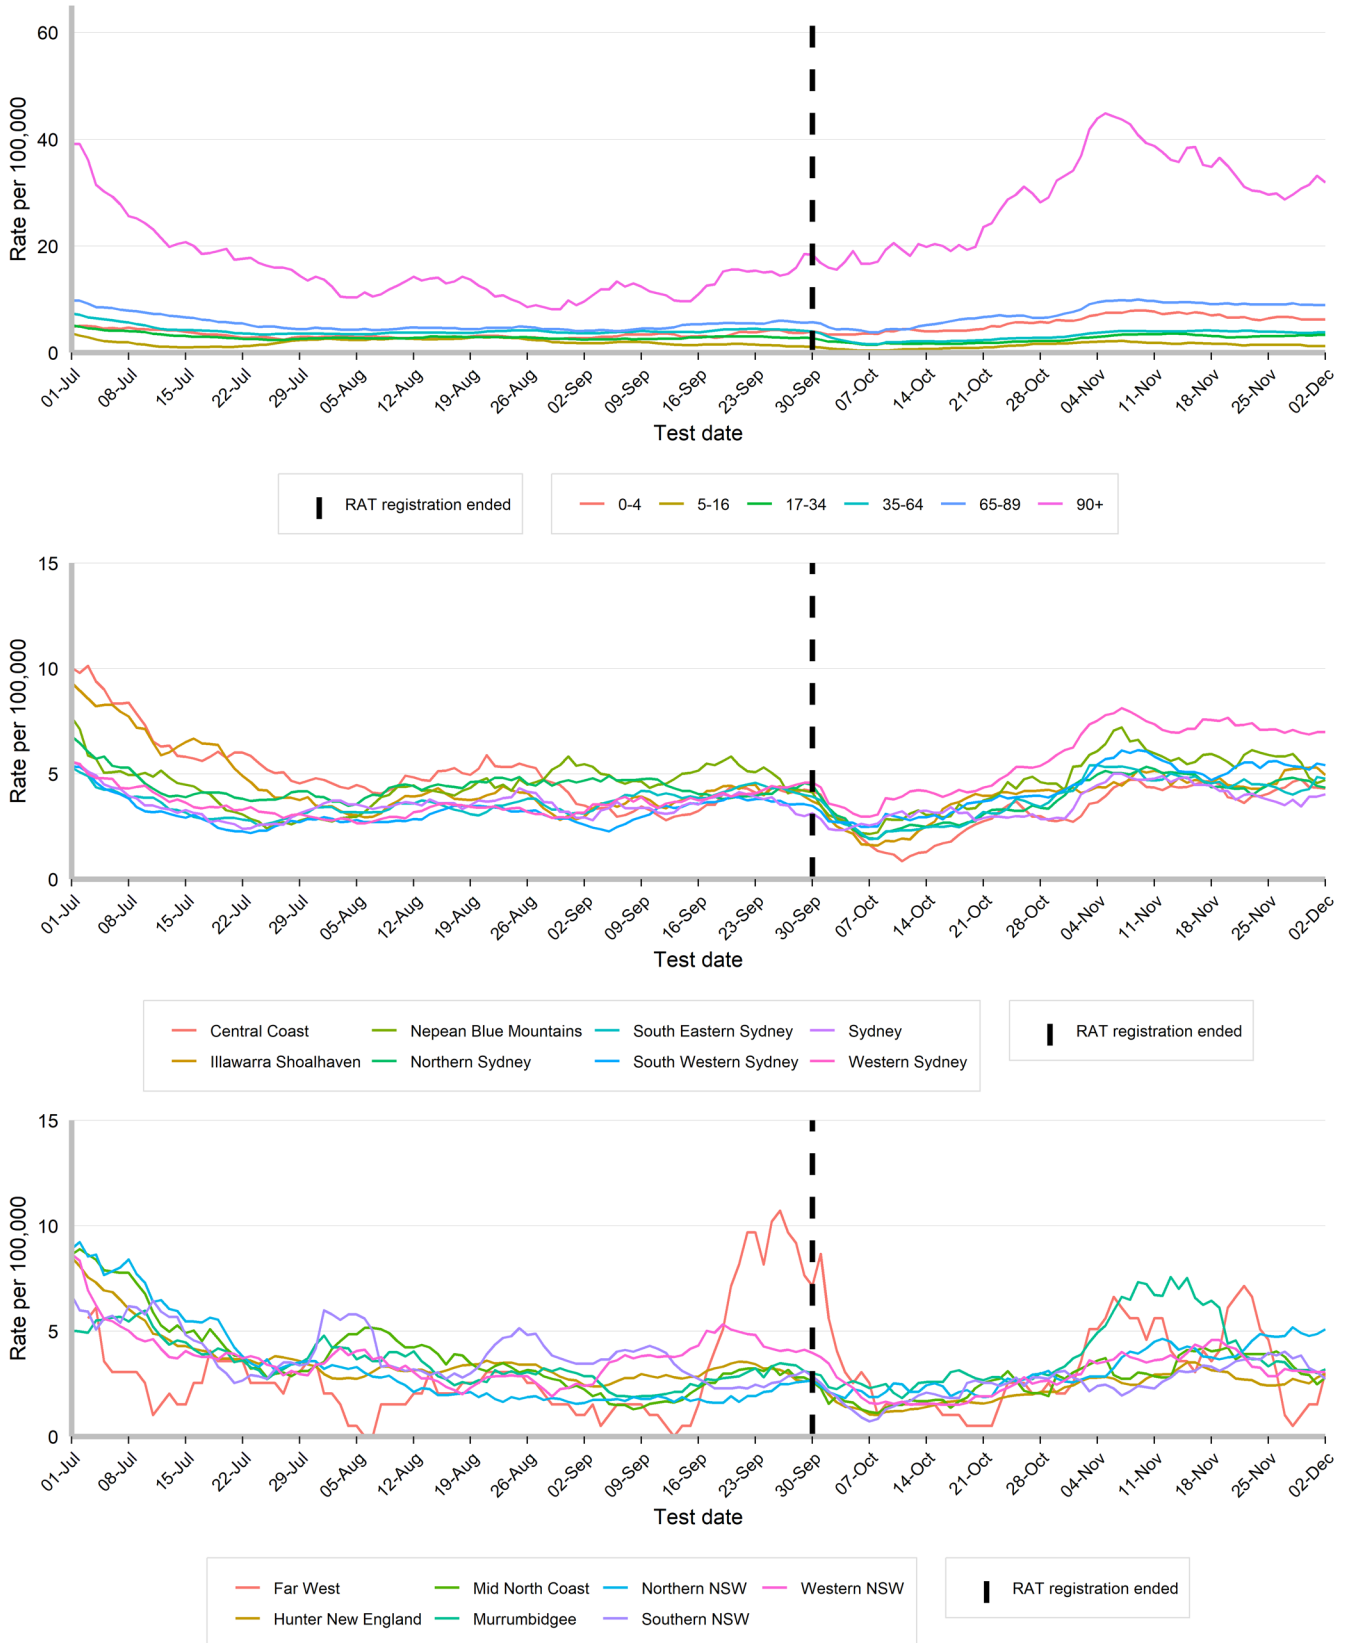 60
40
20
0
Rate per 100,000
01-Jul 08-Jul 15-Jul 22-Jul 29-Jul 05-Aug 12-Aug 19-Aug 26-Aug 02-Sep 09-Sep 16-Sep 23-Sep 30-Sep 07-Oct 14-Oct 21-Oct 28-Oct 04-Nov 11-Nov 18-Nov 25-Nov 02-Dec
Test date
RAT registration ended
0-4 5-16 17-34 35-64 65-89 90+
15
10
5
0
Rate per 100,000
01-Jul 08-Jul 15-Jul 22-Jul 29-Jul 05-Aug 12-Aug 19-Aug 26-Aug 02-Sep 09-Sep 16-Sep 23-Sep 30-Sep 07-Oct 14-Oct 21-Oct 28-Oct 04-Nov 11-Nov 18-Nov 25-Nov 02-Dec
Test date
Central Coast Nepean Blue Mountains South Eastern Sydney Sydney
Illawarra Shoalhaven Northern Sydney South Western Sydney Western Sydney
RAT registration ended
15
10
5
0
Rate per 100,000
01-Jul 08-Jul 15-Jul 22-Jul 29-Jul 05-Aug 12-Aug 19-Aug 26-Aug 02-Sep 09-Sep 16-Sep 23-Sep 30-Sep 07-Oct 14-Oct 21-Oct 28-Oct 04-Nov 11-Nov 18-Nov 25-Nov 02-Dec
Test date
Far West Mid North Coast Northern NSW Western NSW
Hunter New England Murrumbidgee Southern NSW
RAT registration ended